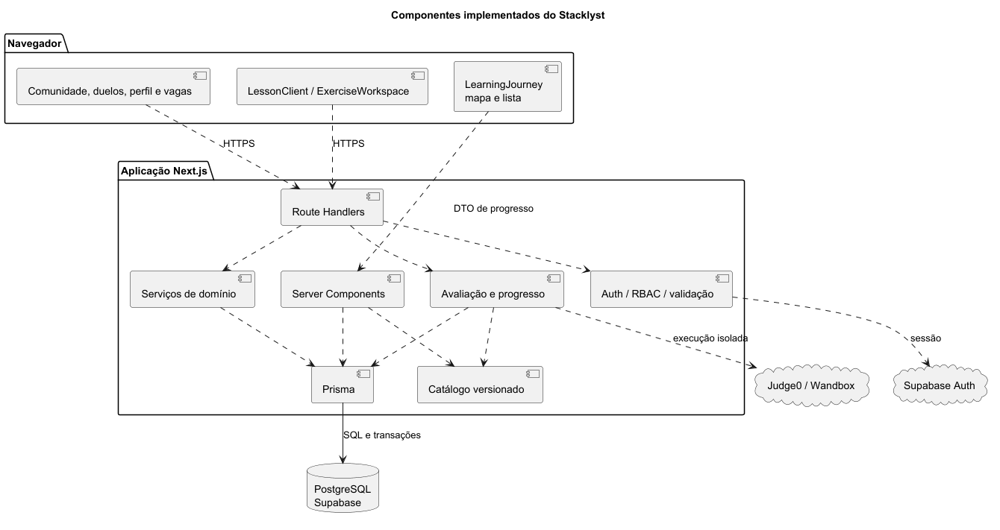 Componentes implementados do Stacklyst
Navegador
Comunidade, duelos, perfil e vagas
LessonClient / ExerciseWorkspace
LearningJourney
mapa e lista
HTTPS
HTTPS
Aplicação Next.js
Route Handlers
DTO de progresso
Serviços de domínio
Server Components
Avaliação e progresso
Auth / RBAC / validação
execução isolada
sessão
Prisma
Catálogo versionado
Judge0 / Wandbox
Supabase Auth
SQL e transações
PostgreSQL
Supabase